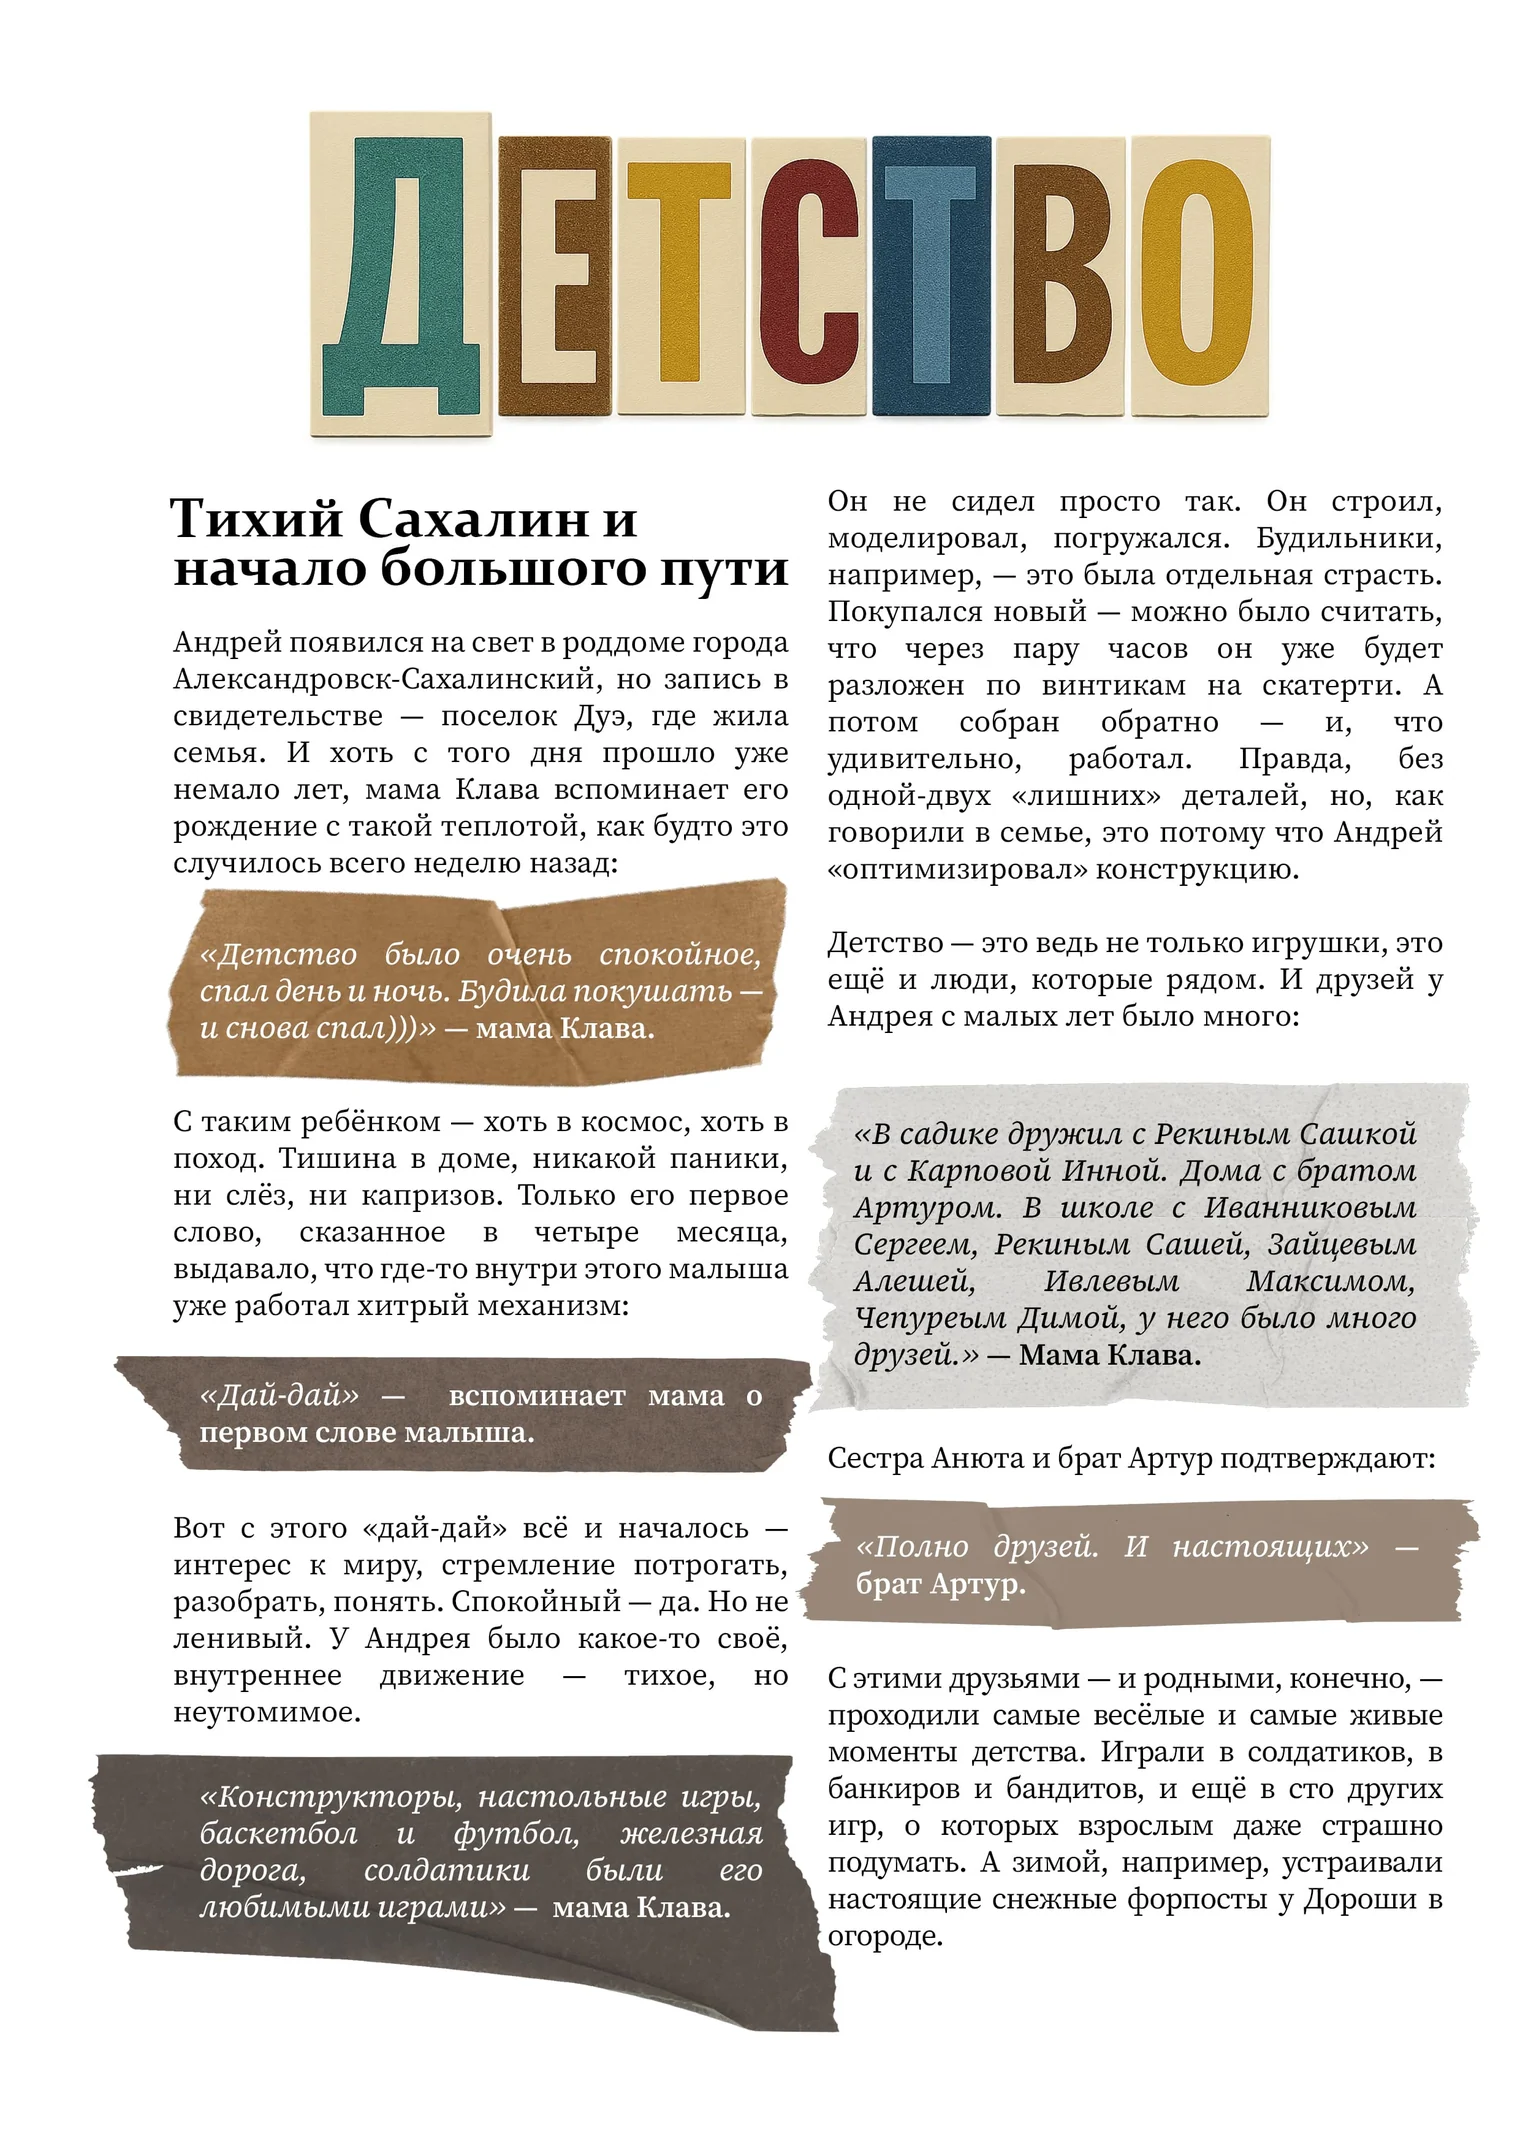 ДЕТСТВО
Тихий Сахалин и
начало большого пути
Андрей появился на свет в роддоме города
Александровск-Сахалинский, но запись в
свидетельстве — поселок Дуэ, где жила
семья. И хоть с того дня прошло уже
немало лет, мама Клава вспоминает его
рождение с такой теплотой, как будто это
случилось всего неделю назад:
«Детство было очень спокойное,
спал день и ночь. Будила покушать —
и снова спал)))» — мама Клава.
С таким ребёнком — хоть в космос, хоть в
поход. Тишина в доме, никакой паники,
ни слёз, ни капризов. Только его первое
слово, сказанное в четыре месяца,
выдавало, что где-то внутри этого малыша
уже работал хитрый механизм:
«Дай-дай» — вспоминает мама о
первом слове малыша.
Вот с этого «дай-дай» всё и началось —
интерес к миру, стремление потрогать,
разобрать, понять. Спокойный — да. Но не
ленивый. У Андрея было какое-то своё,
внутреннее движение — тихое, но
неутомимое.
«Конструкторы, настольные игры,
баскетбол и футбол, железная
дорога, солдатики были его
любимыми играми» — мама Клава.
Он не сидел просто так. Он строил,
моделировал, погружался. Будильники,
например, — это была отдельная страсть.
Покупался новый — можно было считать,
что через пару часов он уже будет
разложен по винтикам на скатерти. А
потом собран обратно — и, что
удивительно, работал. Правда, без
одной-двух «лишних» деталей, но, как
говорили в семье, это потому что Андрей
«оптимизировал» конструкцию.
Детство — это ведь не только игрушки, это
ещё и люди, которые рядом. И друзей у
Андрея с малых лет было много:
«В садике дружил с Рекиным Сашкой
и с Карповой Инной. Дома с братом
Артуром. В школе с Иванниковым
Сергеем, Рекиным Сашей, Зайцевым
Алешей, Ивлевым Максимом,
Чепуреым Димой, у него было много
друзей.» — Мама Клава.
Сестра Анюта и брат Артур подтверждают:
«Полно друзей. И настоящих» —
брат Артур.
С этими друзьями — и родными, конечно, —
проходили самые весёлые и самые живые
моменты детства. Играли в солдатиков, в
банкиров и бандитов, и ещё в сто других
игр, о которых взрослым даже страшно
подумать. А зимой, например, устраивали
настоящие снежные форпосты у Дороши в
огороде.